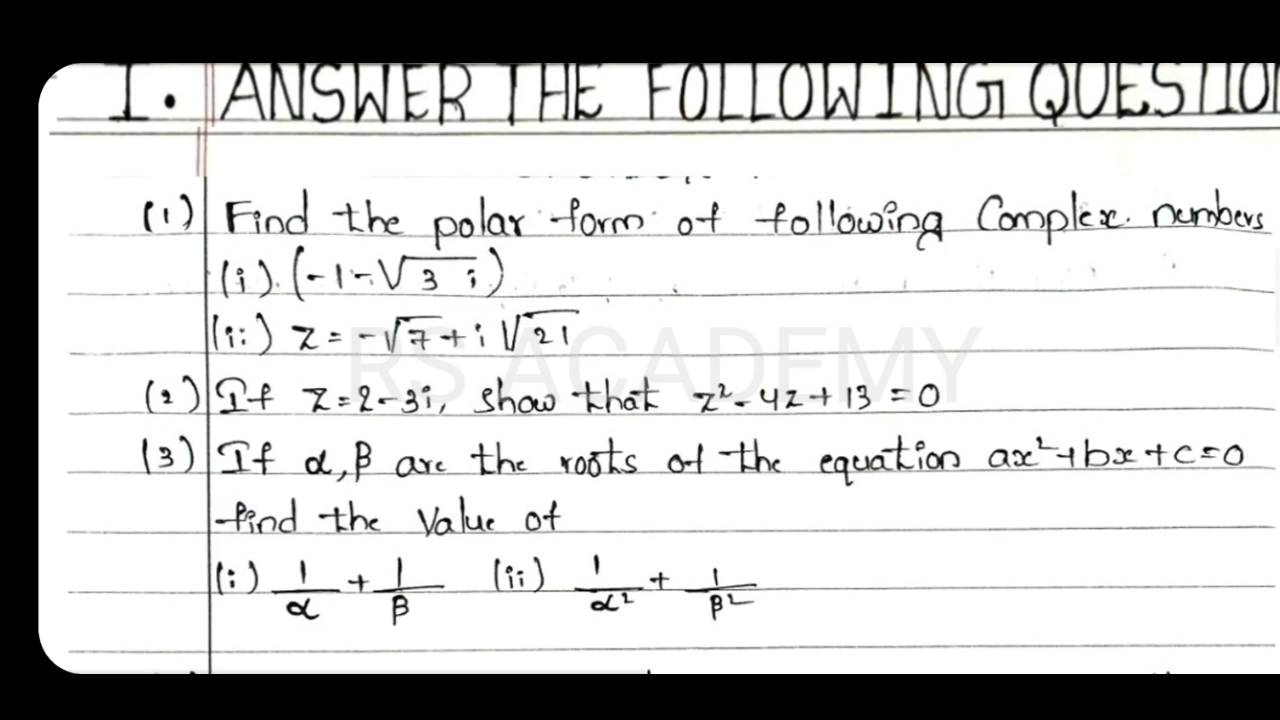 I. ANSWER THE FOLLOWING QUESTIO
(1) Find the polar form of following Complex numbers
(i) (-1-√3 i)
(ii) z = -√7 + i √21
RS ACADEMY
(2) If z=2-3i, show that z²-4z+13=0
(3) If α, β are the roots of the equation ax²+bx+c=0
find the value of
(i) 1/α + 1/β (ii) 1/α² + 1/β²